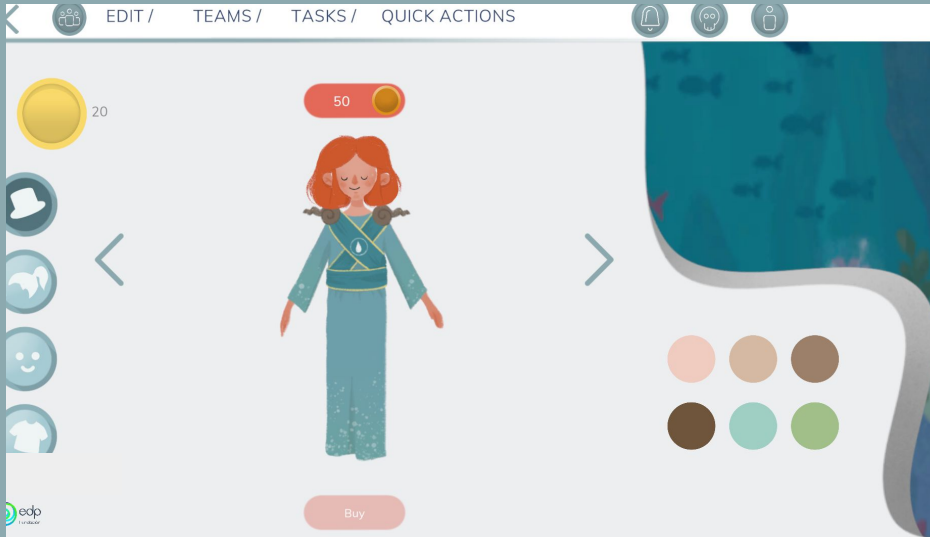 EDIT /
TEAMS /
TASKS /
QUICK ACTIONS
20
50
Buy
edp